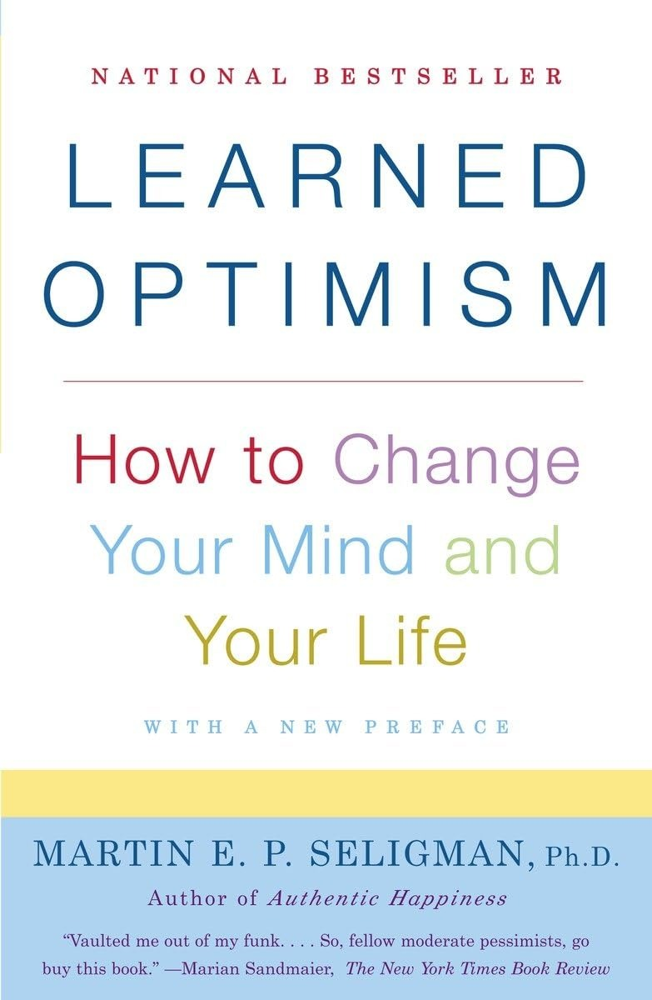 NATIONAL BESTSELLER
LEARNED
OPTIMISM
How to Change
Your Mind and
Your Life
WITH A NEW PREFACE
MARTIN E. P. SELIGMAN, Ph.D.
Author of Authentic Happiness
“Vaulted me out of my funk. . . . So, fellow moderate pessimists, go
buy this book.” —Marian Sandmaier, The New York Times Book Review